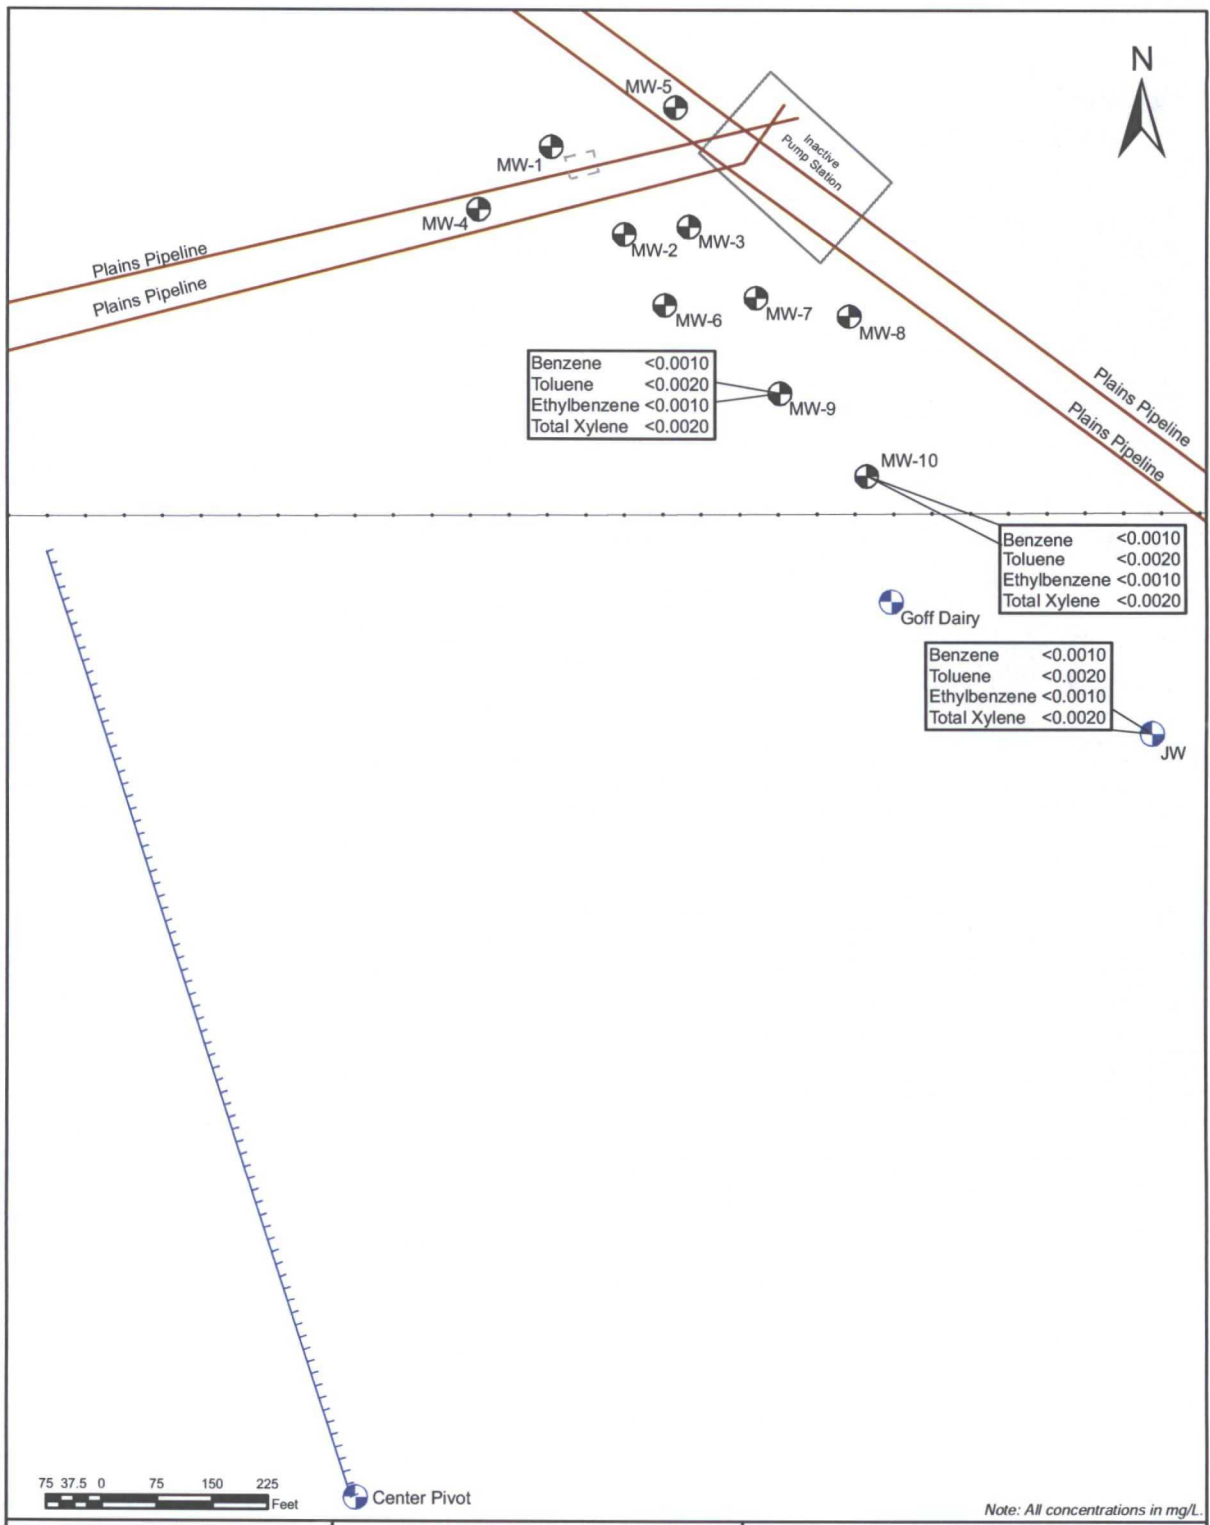 N
MW-5
Inactive
Pump Station
MW-1
MW-4
MW-2
MW-3
Plains Pipeline
Plains Pipeline
MW-6
MW-7
MW-8
Benzene <0.0010
Toluene <0.0020
Ethylbenzene <0.0010
Total Xylene <0.0020
MW-9
Plains Pipeline
Plains Pipeline
MW-10
Benzene <0.0010
Toluene <0.0020
Ethylbenzene <0.0010
Total Xylene <0.0020
Goff Dairy
Benzene <0.0010
Toluene <0.0020
Ethylbenzene <0.0010
Total Xylene <0.0020
JW
75 37.5 0 75 150 225
Feet
Center Pivot
Note: All concentrations in mg/L.